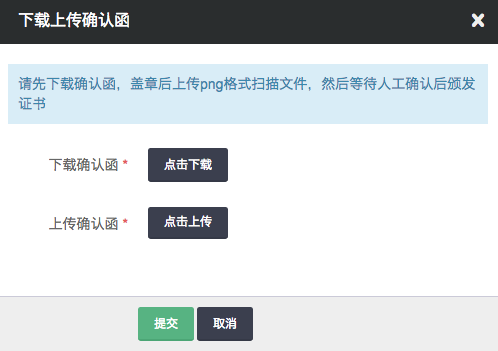 下载上传确认函
请先下载确认函，盖章后上传png格式扫描文件，然后等待人工确认后颁发
证书
下载确认函 * 点击下载
上传确认函 * 点击上传
提交 取消